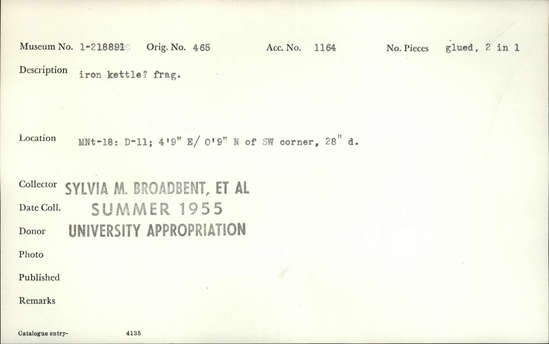 Museum No. 1-218891 Orig. No. 465 Acc. No. 1164 No. Pieces glued, 2 in 1
Description iron kettle? frag.
Location MNt-18: D-11; 4'9" E/ 0'9" N of SW corner, 28" d.
Collector SYLVIA M. BROADBENT, ET AL
Date Coll. SUMMER 1955
Donor UNIVERSITY APPROPRIATION
Photo
Published
Remarks
Catalogue entry- 4135